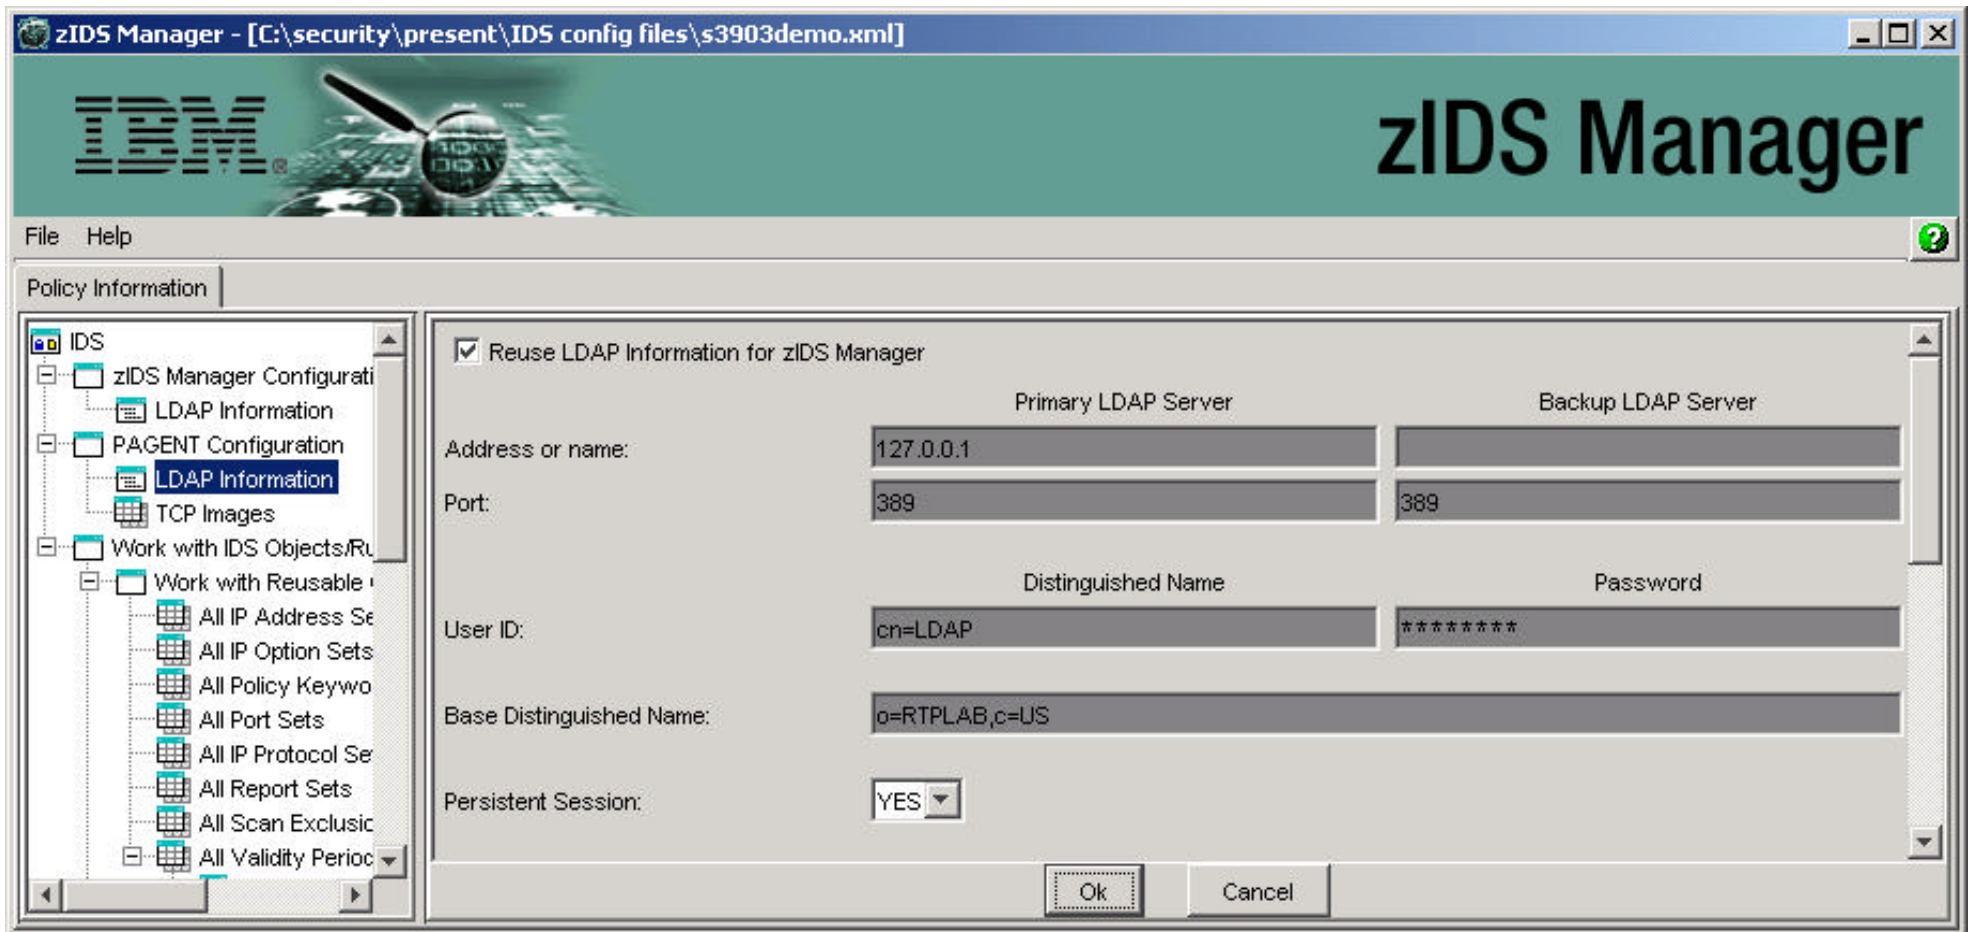 zIDS Manager - [C:\security\present\IDS config files\s3903demo.xml]
IBM®
zIDS Manager
File Help
Policy Information
IDS
zIDS Manager Configurati
LDAP Information
PAGENT Configuration
LDAP Information
TCP Images
Work with IDS Objects/Ru
Work with Reusable
All IP Address Se
All IP Option Sets
All Policy Keywo
All Port Sets
All IP Protocol Se
All Report Sets
All Scan Exclusic
All Validity Perioc
Reuse LDAP Information for zIDS Manager
Primary LDAP Server Backup LDAP Server
Address or name: 127.0.0.1
Port: 389 389
Distinguished Name Password
User ID: cn=LDAP ********
Base Distinguished Name: o=RTPLAB,c=US
Persistent Session: YES
Ok Cancel